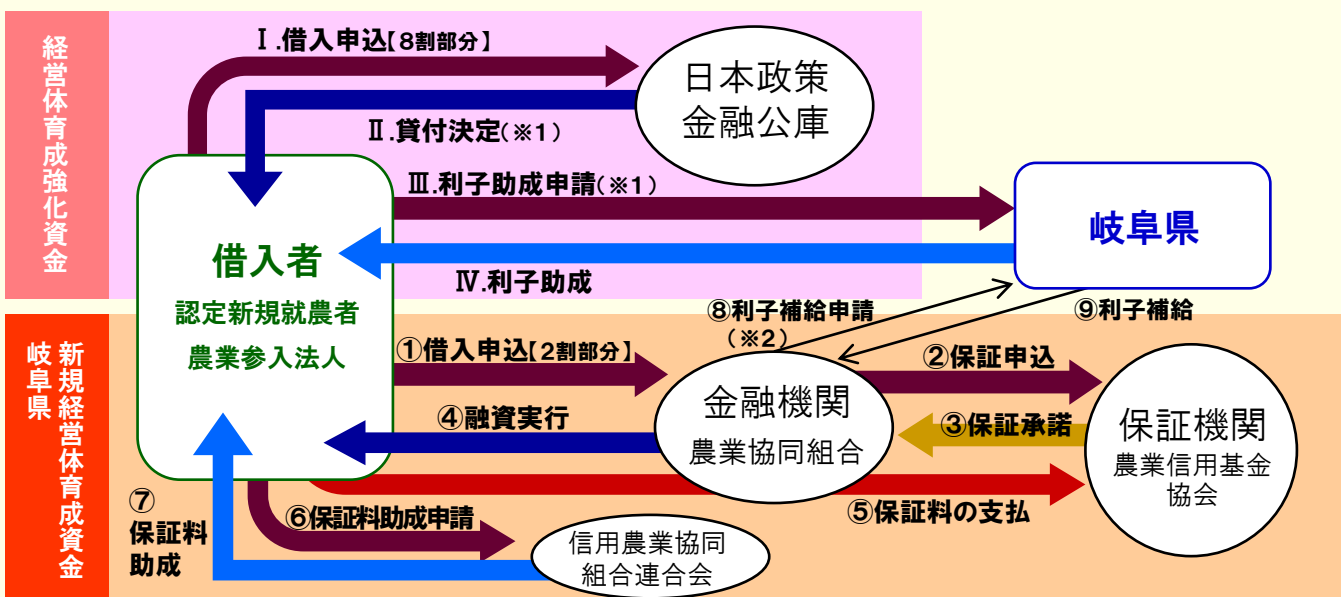 経営体育成強化資金
Ⅰ.借入申込【8割部分】
日本政策
金融公庫
Ⅱ.貸付決定(※1)
Ⅲ.利子助成申請(※1)
岐阜県
借入者
認定新規就農者
農業参入法人
Ⅳ.利子助成
岐阜県
新規経営体育成資金
⑧利子補給申請
(※2)
⑨利子補給
①借入申込【2割部分】
②保証申込
金融機関
農業協同組合
③保証承諾
保証機関
農業信用基金
協会
④融資実行
⑤保証料の支払
⑥保証料助成申請
⑦
保証料
助成
信用農業協同
組合連合会